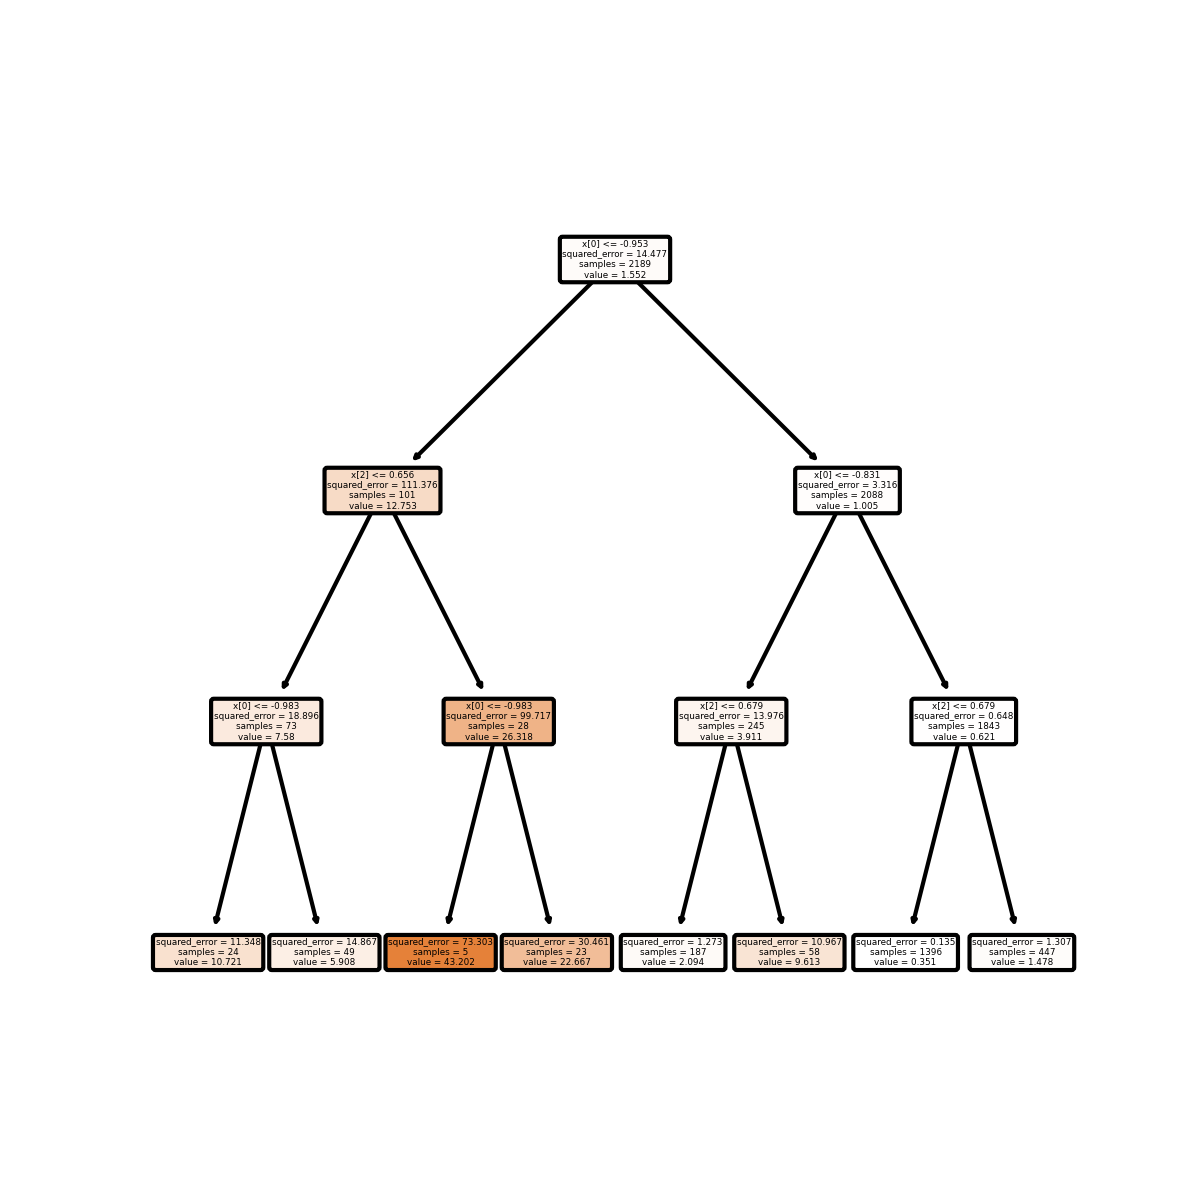 x[0] <= -0.953
squared_error = 14.477
samples = 2189
value = 1.552
x[2] <= 0.656
squared_error = 111.376
samples = 101
value = 12.753
x[0] <= -0.831
squared_error = 3.316
samples = 2088
value = 1.005
x[0] <= -0.983
squared_error = 18.896
samples = 73
value = 7.58
x[0] <= -0.983
squared_error = 99.717
samples = 28
value = 26.318
x[2] <= 0.679
squared_error = 13.976
samples = 245
value = 3.911
x[2] <= 0.679
squared_error = 0.648
samples = 1843
value = 0.621
squared_error = 11.348
samples = 24
value = 10.721
squared_error = 14.867
samples = 49
value = 5.908
squared_error = 73.303
samples = 5
value = 43.202
squared_error = 30.461
samples = 23
value = 22.667
squared_error = 1.273
samples = 187
value = 2.094
squared_error = 10.967
samples = 58
value = 9.613
squared_error = 0.135
samples = 1396
value = 0.351
squared_error = 1.307
samples = 447
value = 1.478